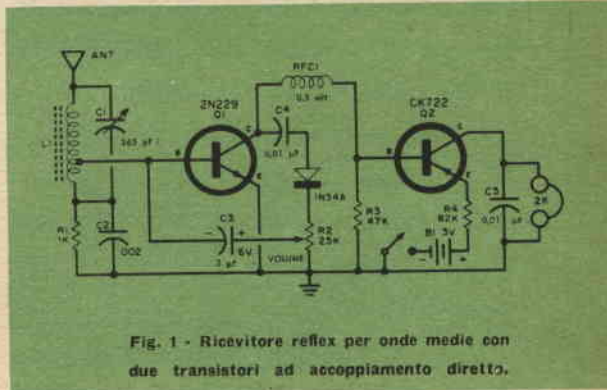 ANT
C1
365 pF
L1
2N229
Q1
B
C
E
RFC1
0,5 mH
C4
0,01 µF
1N34A
CK722
Q2
B
C
E
R1
1K
C2
.002
C3
- +
6V
2 µF
R2
25K
VOLUME
R3
47K
R4
82K
B1 3V
- +
C5
0,01 µF
2K
Fig. 1 - Ricevitore reflex per onde medie con
due transistori ad accoppiamento diretto.